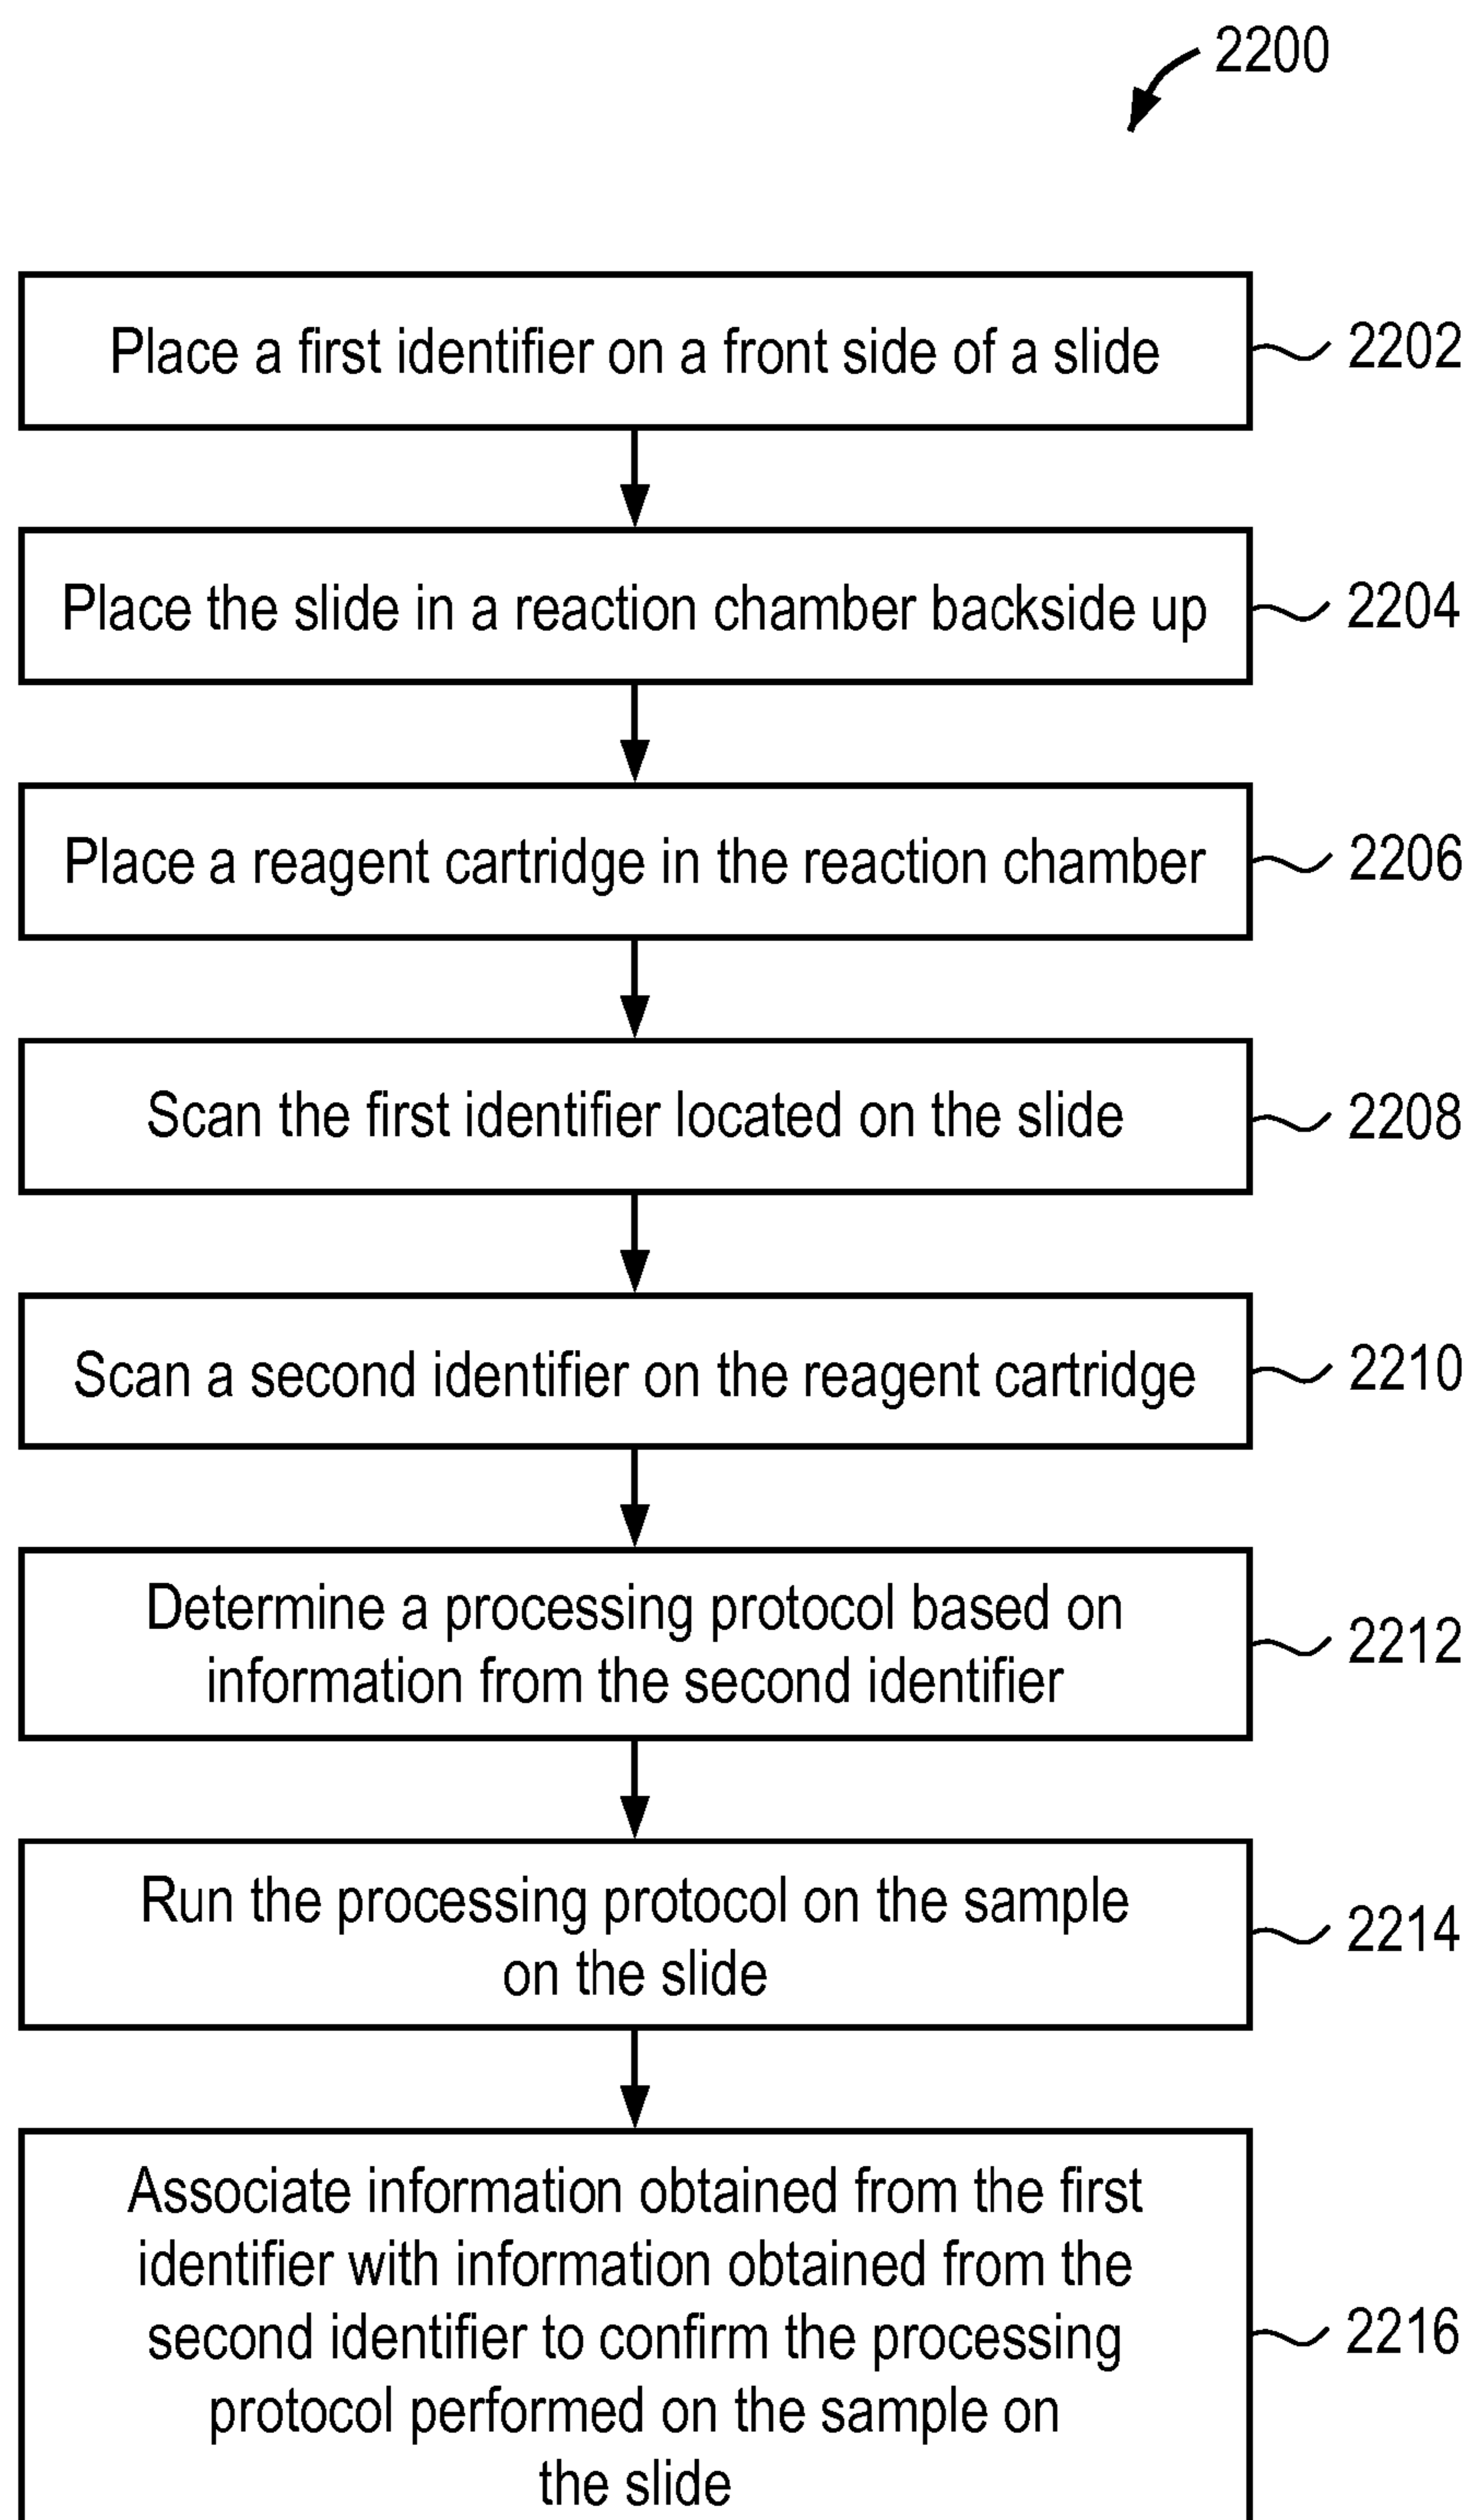 2200
Place a first identifier on a front side of a slide
2202
Place the slide in a reaction chamber backside up
2204
Place a reagent cartridge in the reaction chamber
2206
Scan the first identifier located on the slide
2208
Scan a second identifier on the reagent cartridge
2210
Determine a processing protocol based on
information from the second identifier
2212
Run the processing protocol on the sample
on the slide
2214
Associate information obtained from the first
identifier with information obtained from the
second identifier to confirm the processing
protocol performed on the sample on
the slide
2216